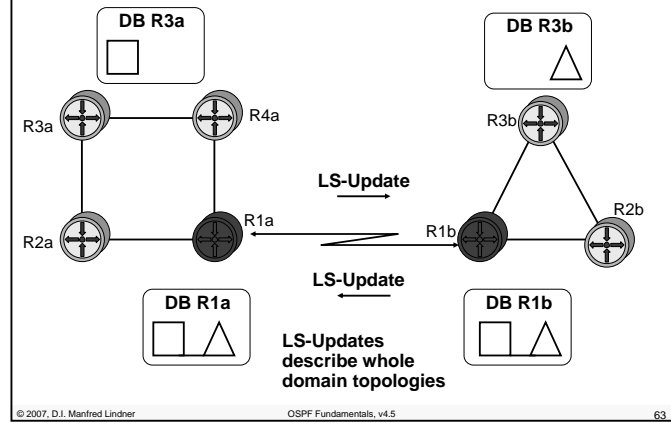 DB R3a
DB R3b
R3a
R4a
R3b
LS-Update
R2a
R1a
R1b
R2b
LS-Update
DB R1a
DB R1b
LS-Updates
describe whole
domain topologies
© 2007, D.I. Manfred Lindner
OSPF Fundamentals, v4.5
63